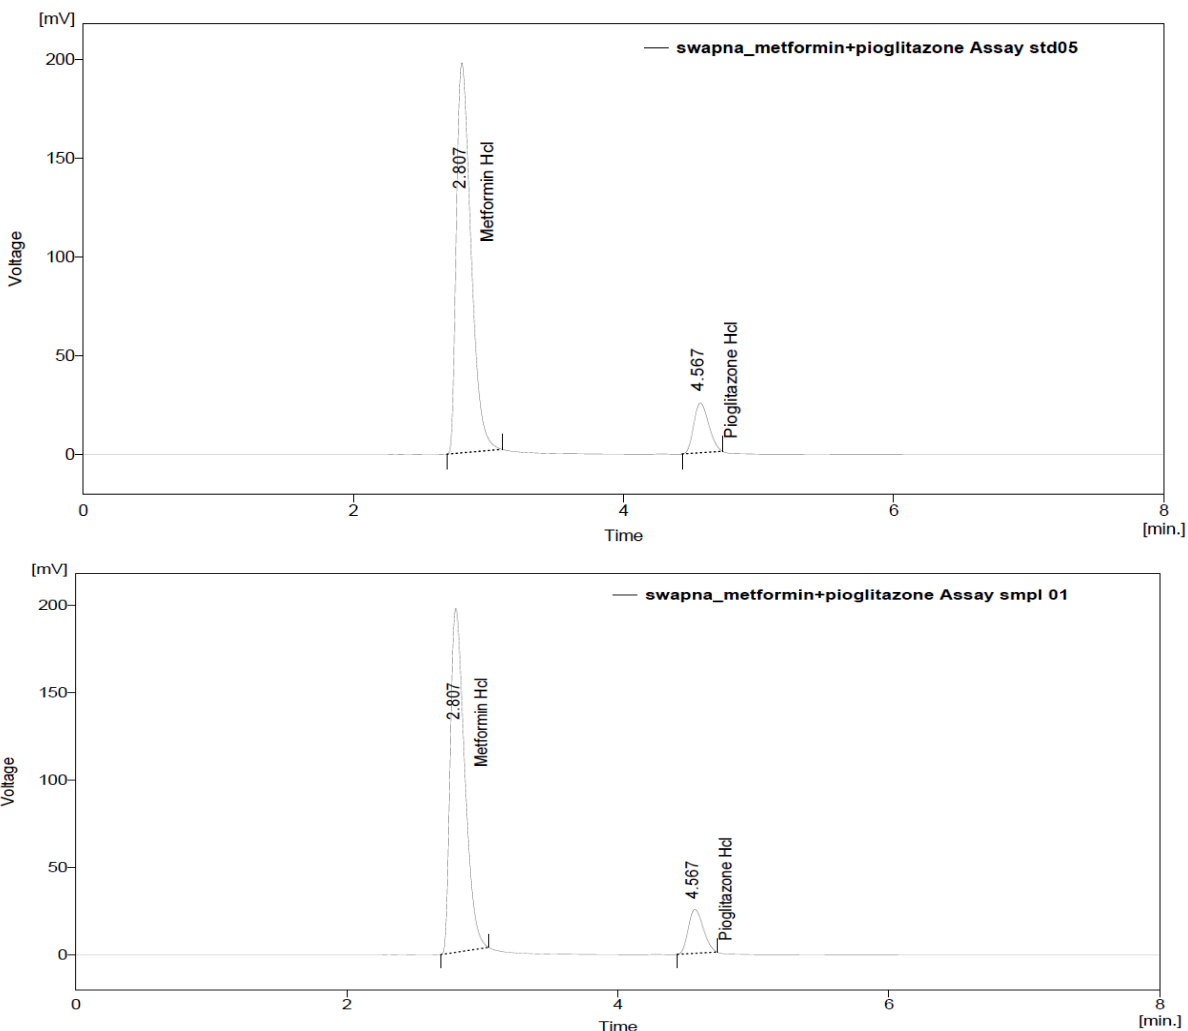 [mV]
swapna_metformin+pioglitazone Assay std05
200
150
100
50
0
Voltage
2.807
Metformin Hcl
4.567
Pioglitazone Hcl
0
2
4
6
8
Time
[min.]
[mV]
swapna_metformin+pioglitazone Assay smpl 01
200
150
100
50
0
Voltage
2.807
Metformin Hcl
4.567
Pioglitazone Hcl
0
2
4
6
8
Time
[min.]